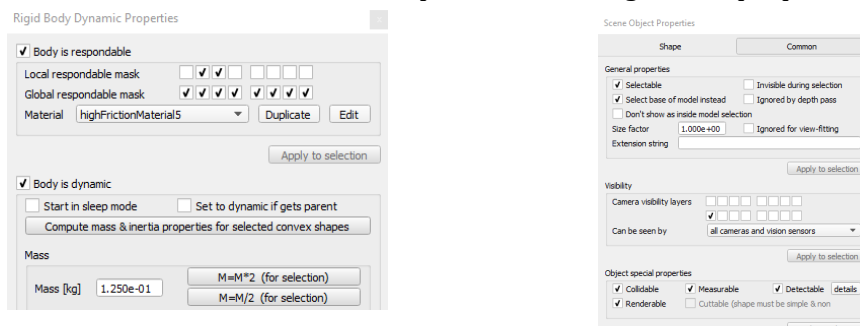 Rigid Body Dynamic Properties
Body is respondable
Local respondable mask
Global respondable mask
Material highFrictionMaterial5 Duplicate Edit
Apply to selection
Body is dynamic
Start in sleep mode Set to dynamic if gets parent
Compute mass & inertia properties for selected convex shapes
Mass
Mass [kg] 1.250e-01 M=M*2 (for selection)
M=M/2 (for selection)
Scene Object Properties
Shape Common
General properties
Selectable Invisible during selection
Select base of model instead Ignored by depth pass
Don't show as inside model selection
Size factor 1.000e+00 Ignored for view-fitting
Extension string
Apply to selection
Visibility
Camera visibility layers
Can be seen by all cameras and vision sensors
Apply to selection
Object special properties
Collidable Measurable Detectable details
Renderable Cuttable (shape must be simple & non